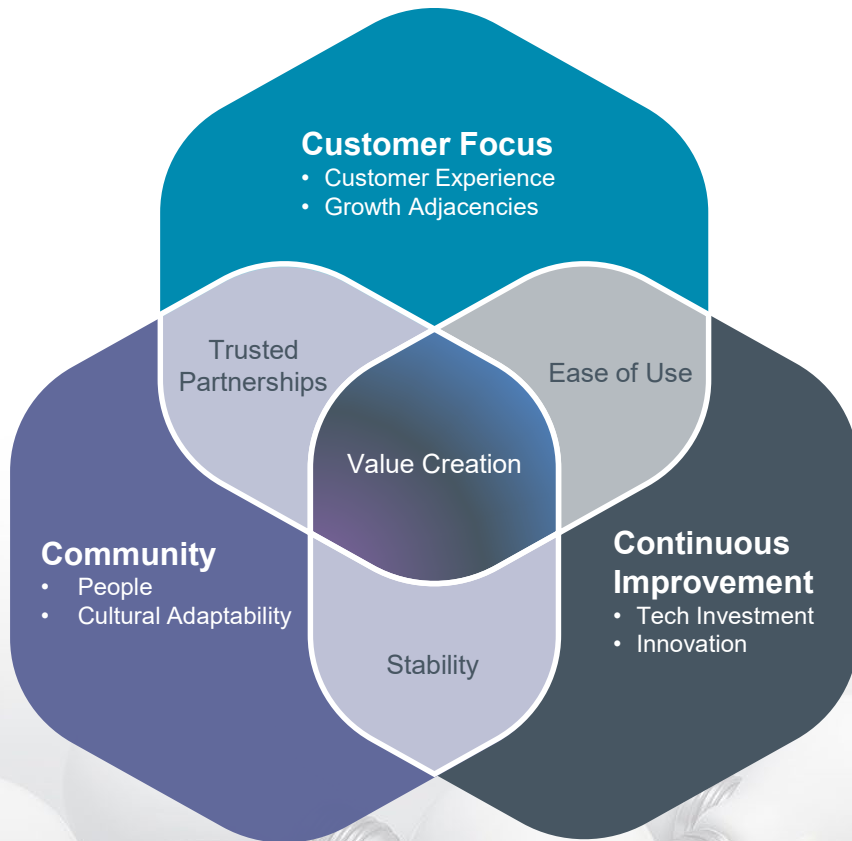 Customer Focus
• Customer Experience
• Growth Adjacencies
Trusted
Partnerships
Ease of Use
Value Creation
Community
• People
• Cultural Adaptability
Continuous
Improvement
• Tech Investment
• Innovation
Stability